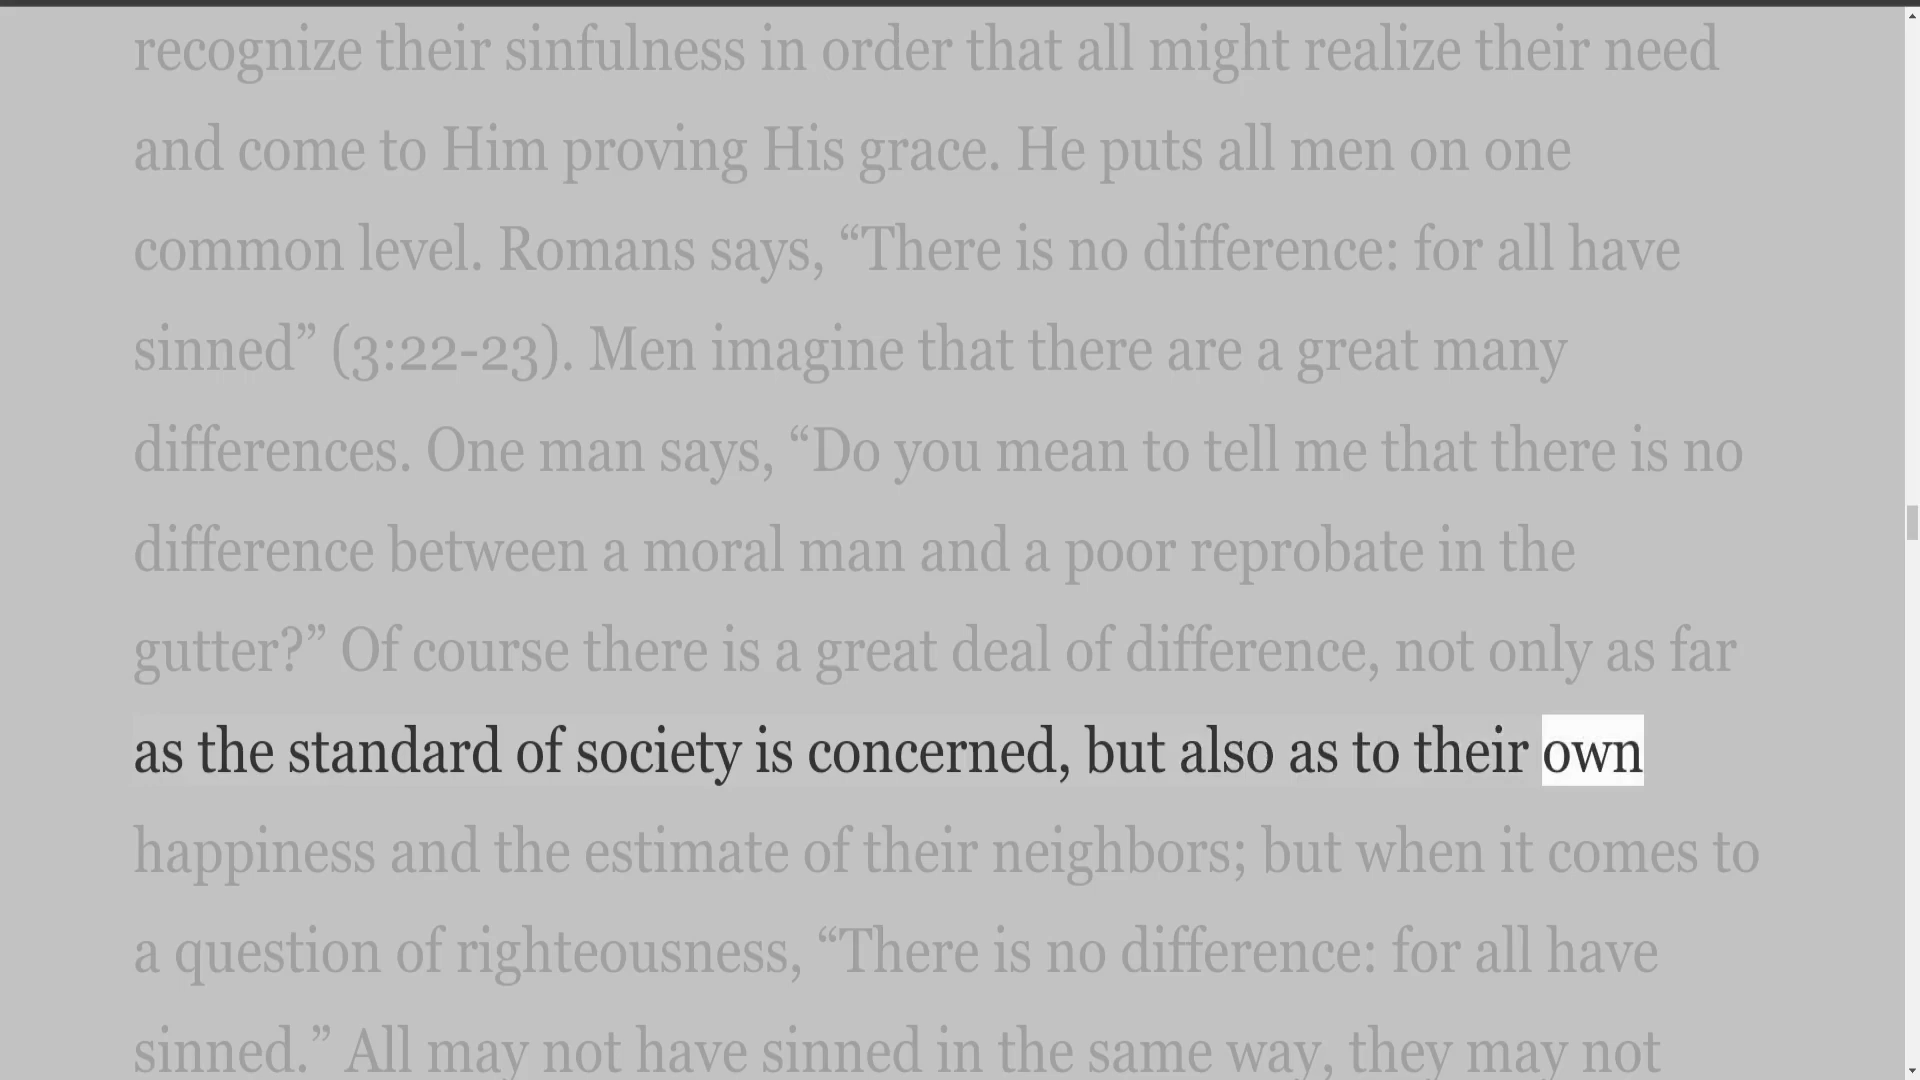 recognize their sinfulness in order that all might realize their need
and come to Him proving His grace. He puts all men on one
common level. Romans says, “There is no difference: for all have
sinned” (3:22-23). Men imagine that there are a great many
differences. One man says, “Do you mean to tell me that there is no
difference between a moral man and a poor reprobate in the
gutter?” Of course there is a great deal of difference, not only as far
as the standard of society is concerned, but also as to their own
happiness and the estimate of their neighbors; but when it comes to
a question of righteousness, “There is no difference: for all have
sinned.” All may not have sinned in the same way, they may not